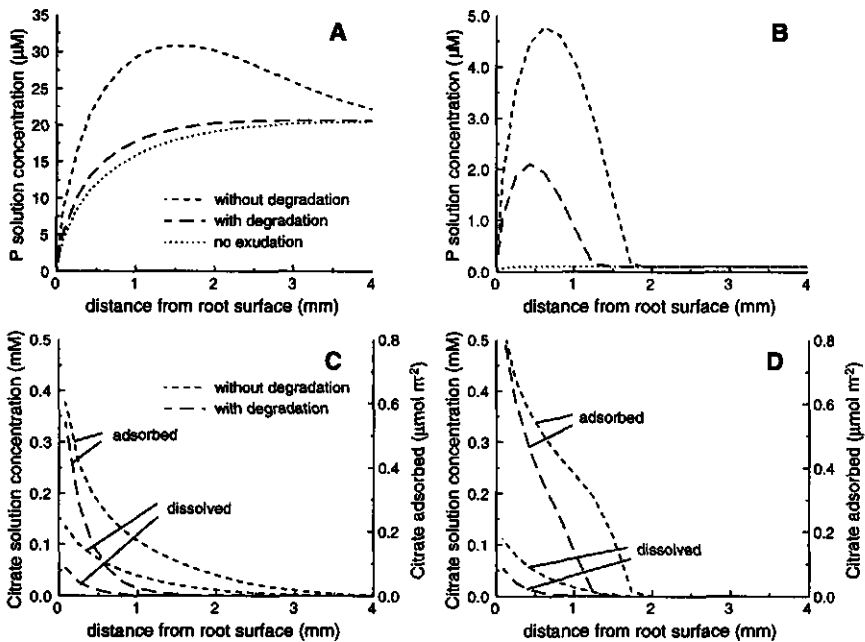 A
P solution concentration (µM)
35
30
25
20
15
10
5
0
without degradation
with degradation
no exudation
0 1 2 3 4
distance from root surface (mm)
B
P solution concentration (µM)
5.0
4.0
3.0
2.0
1.0
0.0
0 1 2 3 4
distance from root surface (mm)
C
Citrate solution concentration (mM)
0.5
0.4
0.3
0.2
0.1
0.0
without degradation
with degradation
adsorbed
dissolved
0.8
0.6
0.4
0.2
0.0
Citrate adsorbed (µmol m-2)
0 1 2 3 4
distance from root surface (mm)
D
Citrate solution concentration (mM)
0.5
0.4
0.3
0.2
0.1
0.0
adsorbed
dissolved
0.8
0.6
0.4
0.2
0.0
Citrate adsorbed (µmol m-2)
0 1 2 3 4
distance from root surface (mm)